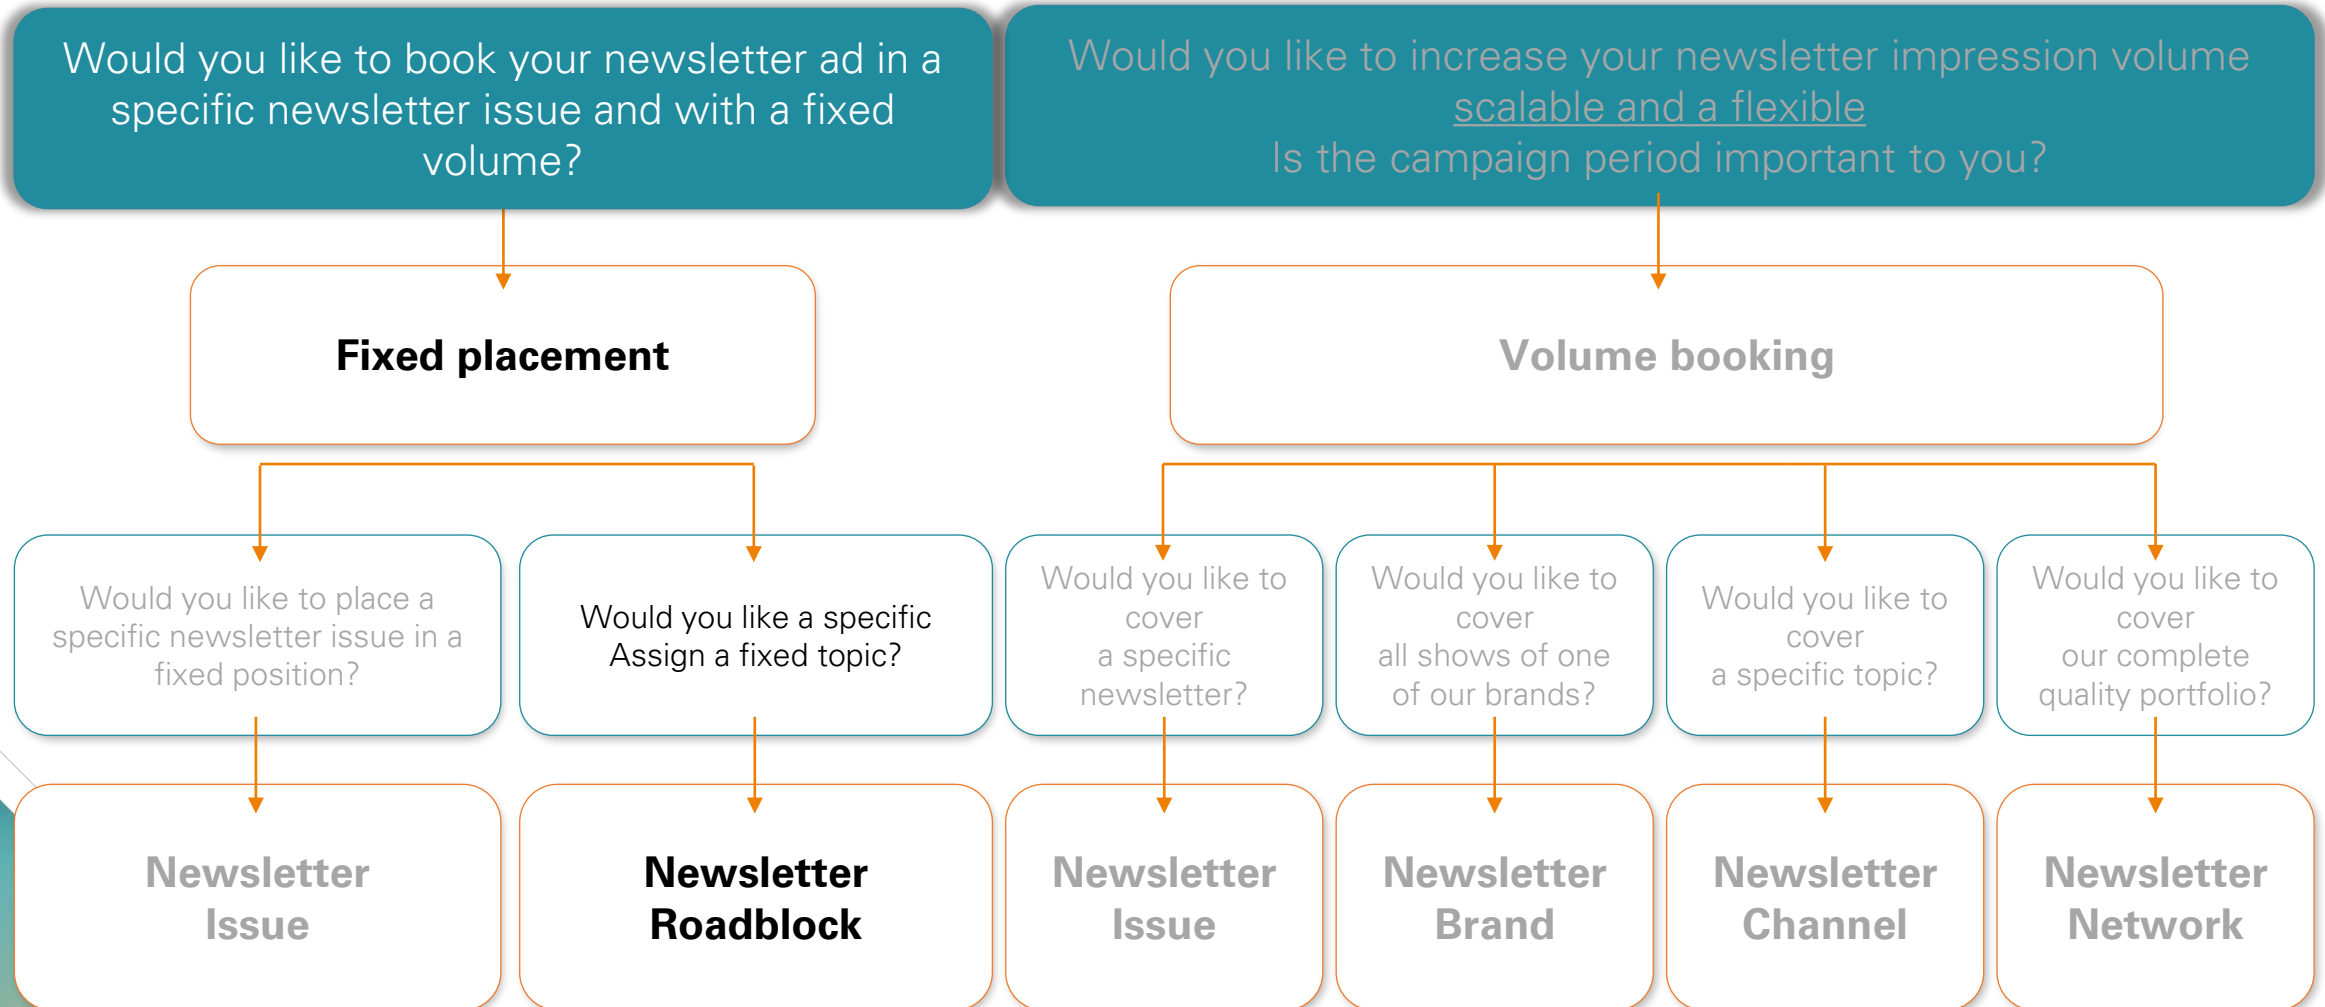 Would you like to book your newsletter ad in a
specific newsletter issue and with a fixed
volume?
Would you like to increase your newsletter impression volume
scalable and a flexible
Is the campaign period important to you?
Fixed placement
Volume booking
Would you like to place a
specific newsletter issue in a
fixed position?
Would you like a specific
Assign a fixed topic?
Would you like to
cover
a specific
newsletter?
Would you like to
cover
all shows of one
of our brands?
Would you like to
cover
a specific topic?
Would you like to
cover
our complete
quality portfolio?
Newsletter
Issue
Newsletter
Roadblock
Newsletter
Issue
Newsletter
Brand
Newsletter
Channel
Newsletter
Network